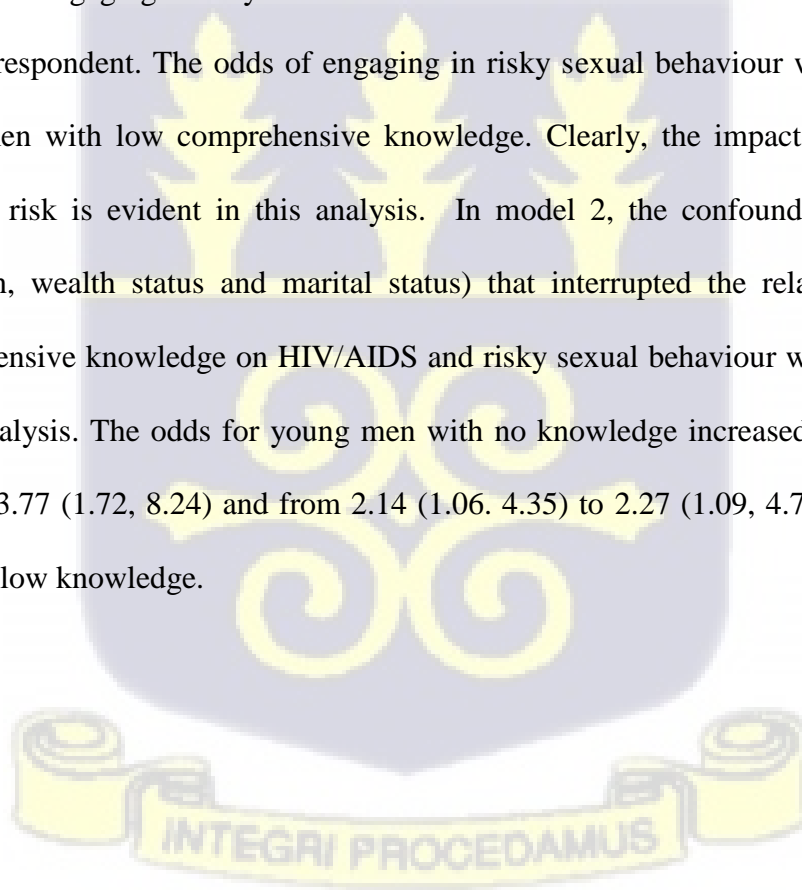 respondent. The odds of engaging in risky sexual behaviour
en with low comprehensive knowledge. Clearly, the impact
risk is evident in this analysis. In model 2, the confound
, wealth status and marital status) that interrupted the rela
ensive knowledge on HIV/AIDS and risky sexual behaviour w
alysis. The odds for young men with no knowledge increased
3.77 (1.72, 8.24) and from 2.14 (1.06. 4.35) to 2.27 (1.09, 4.7
low knowledge.
INTEGRI PROCEDAMUS